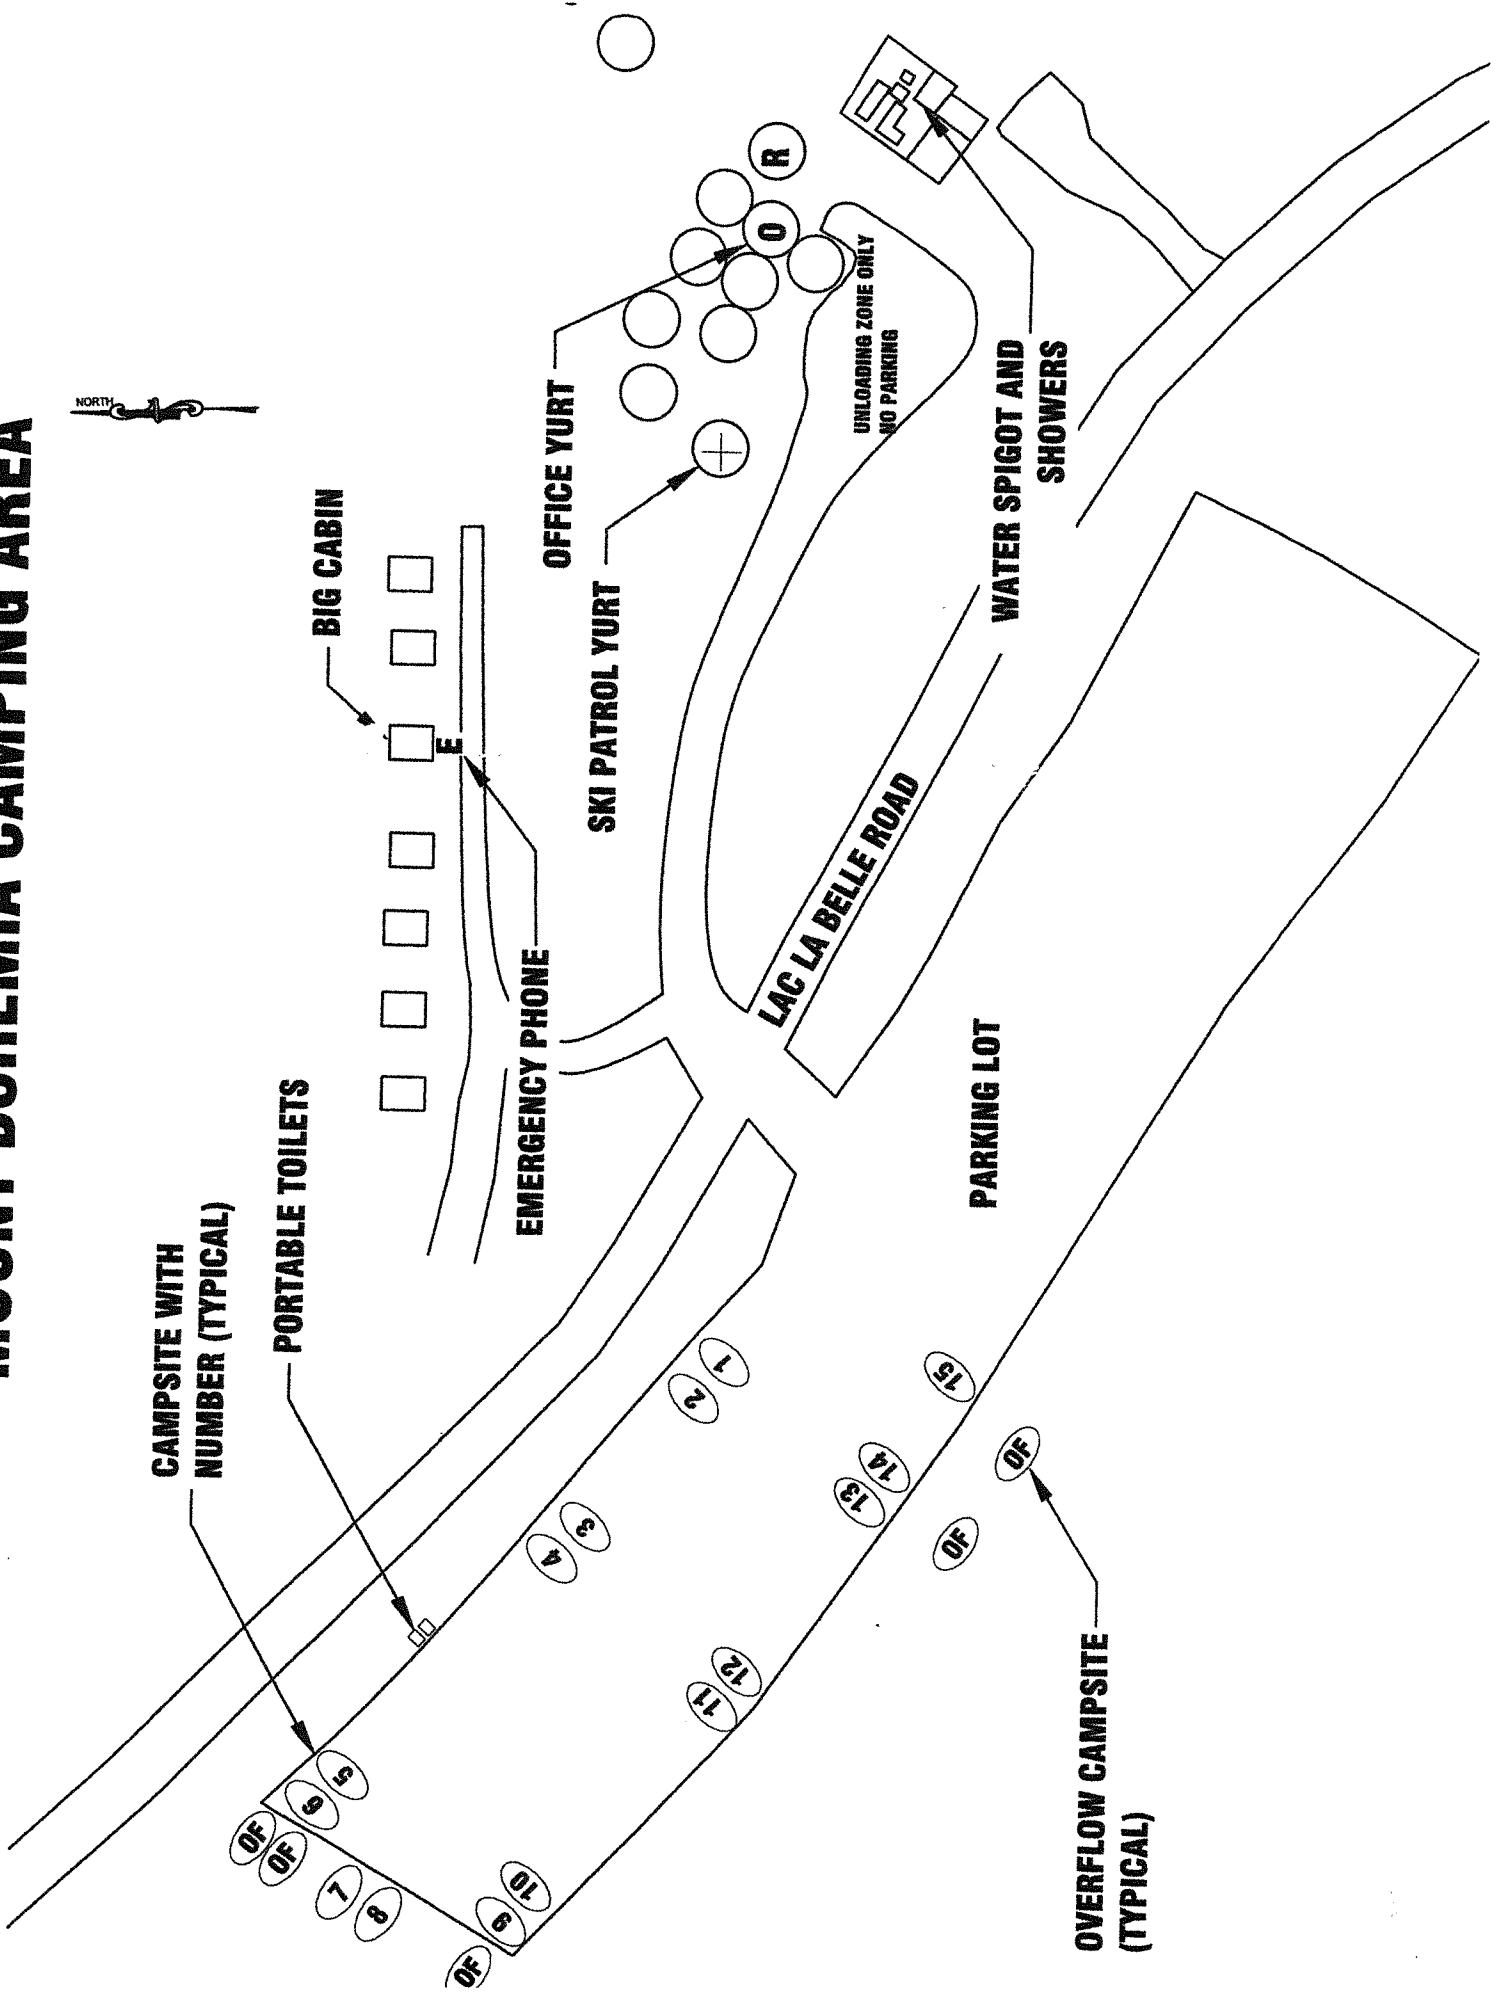 MOUNT BOHEMIA CAMPING AREA
NORTH
CAMPSITE WITH
NUMBER (TYPICAL)
PORTABLE TOILETS
BIG CABIN
E
EMERGENCY PHONE
SKI PATROL YURT
OFFICE YURT
O
R
UNLOADING ZONE ONLY
NO PARKING
WATER SPIGOT AND
SHOWERS
LAC LA BELLE ROAD
PARKING LOT
1
2
3
4
5
6
OF
OF
7
8
OF
9
10
11
12
13
14
15
OF
OF
OVERFLOW CAMPSITE
(TYPICAL)